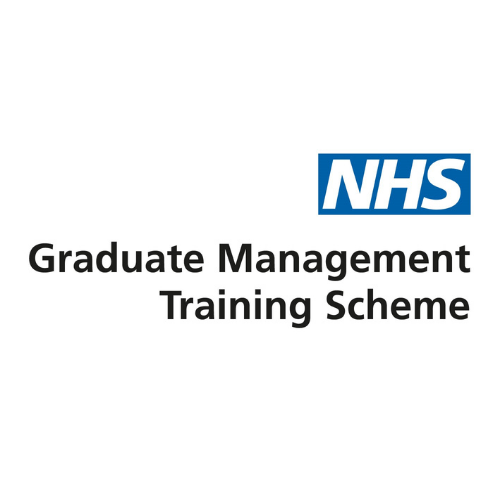 NHS
Graduate Management
Training Scheme